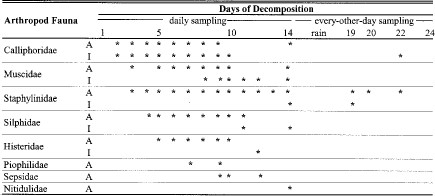 Arthropod Fauna Days of Decomposition
daily sampling every-other-day sampling
1 5 10 14 rain 19 20 22 24
Calliphoridae A * * * * * * * * *
I * * * * * * * * * *
Muscidae A * * * * * * * *
I * * * * * *
Staphylinidae A * * * * * * * * * * * * * * *
I * *
Silphidae A * * * * * * * *
I * *
Histeridae A * * * * * *
I *
Piophilidae A * *
Sepsidae A * * *
Nitidulidae A *